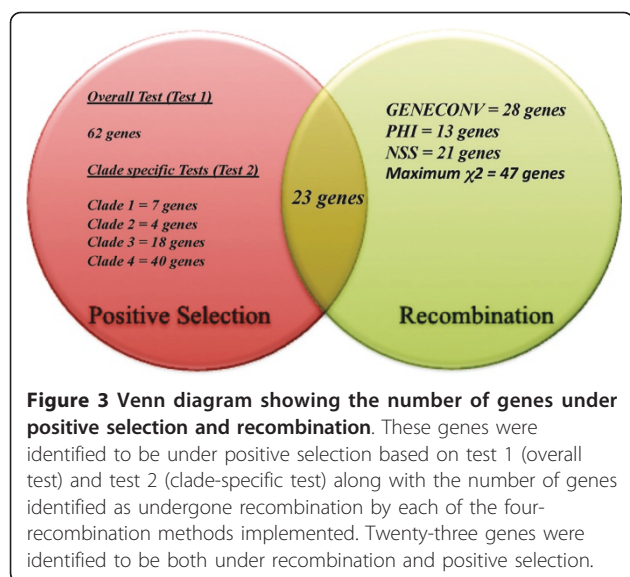 Overall Test (Test 1)
62 genes
Clade specific Tests (Test 2)
Clade 1 = 7 genes
Clade 2 = 4 genes
Clade 3 = 18 genes
Clade 4 = 40 genes
Positive Selection
23 genes
GENECONV = 28 genes
PHI = 13 genes
NSS = 21 genes
Maximum χ2 = 47 genes
Recombination
Figure 3 Venn diagram showing the number of genes under
positive selection and recombination. These genes were
identified to be under positive selection based on test 1 (overall
test) and test 2 (clade-specific test) along with the number of genes
identified as undergone recombination by each of the four-
recombination methods implemented. Twenty-three genes were
identified to be both under recombination and positive selection.